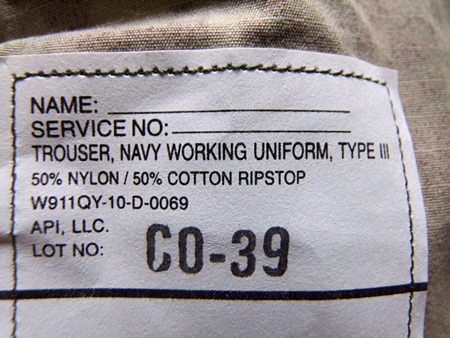 NAME:
SERVICE NO:
TROUSER, NAVY WORKING UNIFORM, TYPE III
50% NYLON / 50% COTTON RIPSTOP
W911QY-10-D-0069
API, LLC.
LOT NO: CO-39